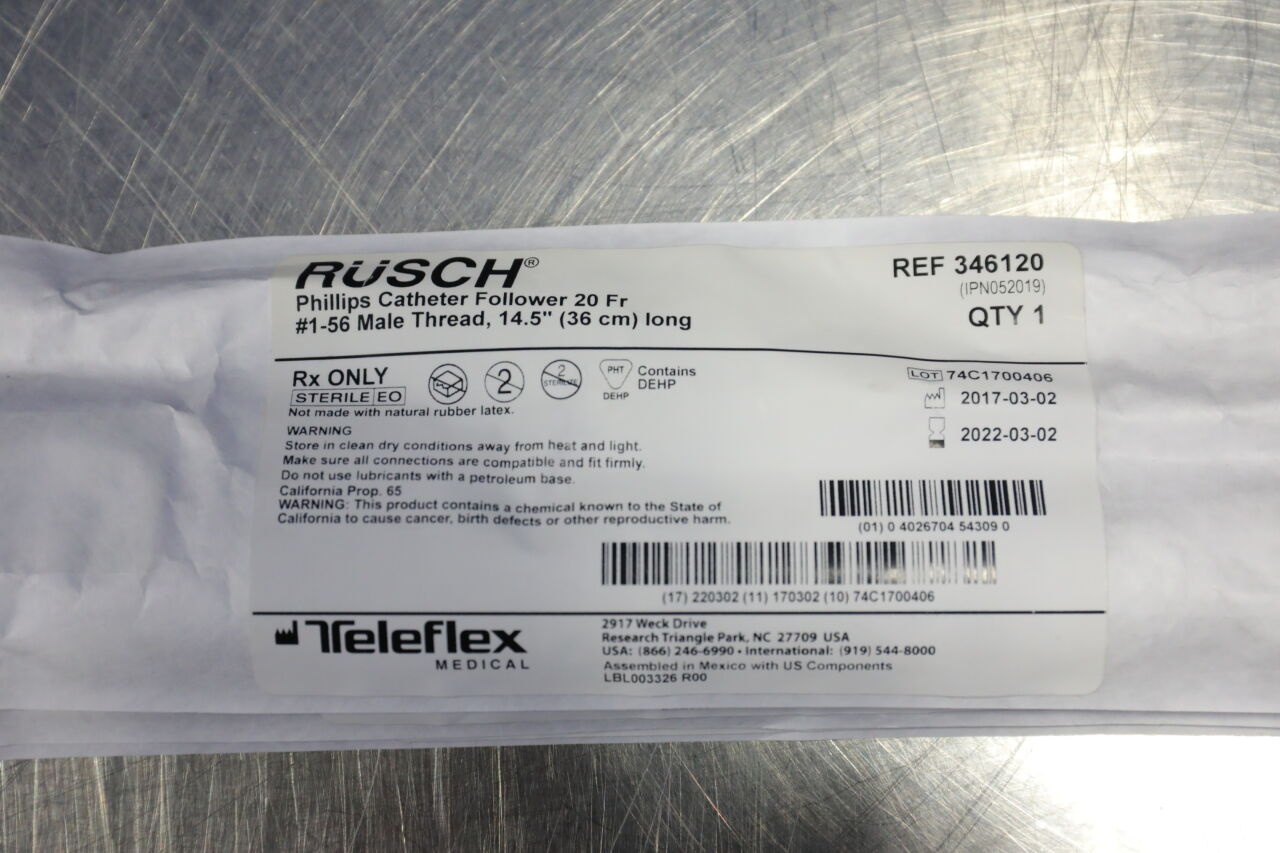 RÜSCH®
Phillips Catheter Follower 20 Fr
#1-56 Male Thread, 14.5" (36 cm) long
REF 346120
(IPN052019)
QTY 1
Rx ONLY
STERILE EO
2
2
STERILIZE
PHT
DEHP
Contains
DEHP
Not made with natural rubber latex.
LOT 74C1700406
2017-03-02
2022-03-02
WARNING
Store in clean dry conditions away from heat and light.
Make sure all connections are compatible and fit firmly.
Do not use lubricants with a petroleum base.
California Prop. 65
WARNING: This product contains a chemical known to the State of
California to cause cancer, birth defects or other reproductive harm.
(01) 0 4026704 54309 0
(17) 220302 (11) 170302 (10) 74C1700406
Teleflex
MEDICAL
2917 Weck Drive
Research Triangle Park, NC 27709 USA
USA: (866) 246-6990 • International: (919) 544-8000
Assembled in Mexico with US Components
LBL003326 R00